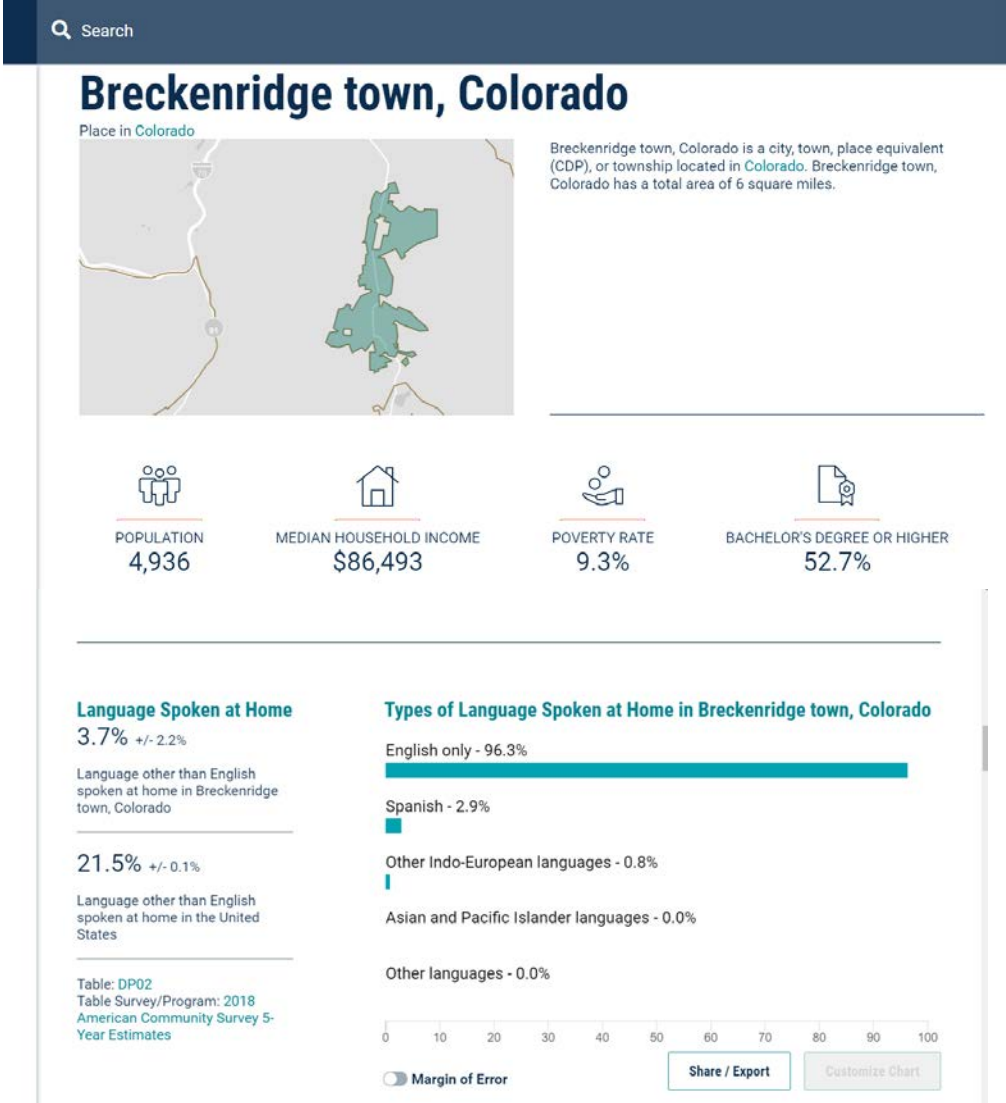 Search
Breckenridge town, Colorado
Place in Colorado
Breckenridge town, Colorado is a city, town, place equivalent
(CDP), or township located in Colorado. Breckenridge town,
Colorado has a total area of 6 square miles.
POPULATION
4,936
MEDIAN HOUSEHOLD INCOME
$86,493
POVERTY RATE
9.3%
BACHELOR'S DEGREE OR HIGHER
52.7%
Language Spoken at Home
3.7% +/- 2.2%
Language other than English
spoken at home in Breckenridge
town, Colorado
21.5% +/- 0.1%
Language other than English
spoken at home in the United
States
Table: DP02
Table Survey/Program: 2018
American Community Survey 5-
Year Estimates
Types of Language Spoken at Home in Breckenridge town, Colorado
English only - 96.3%
Spanish - 2.9%
Other Indo-European languages - 0.8%
Asian and Pacific Islander languages - 0.0%
Other languages - 0.0%
0 10 20 30 40 50 60 70 80 90 100
Margin of Error
Share / Export
Customize Chart